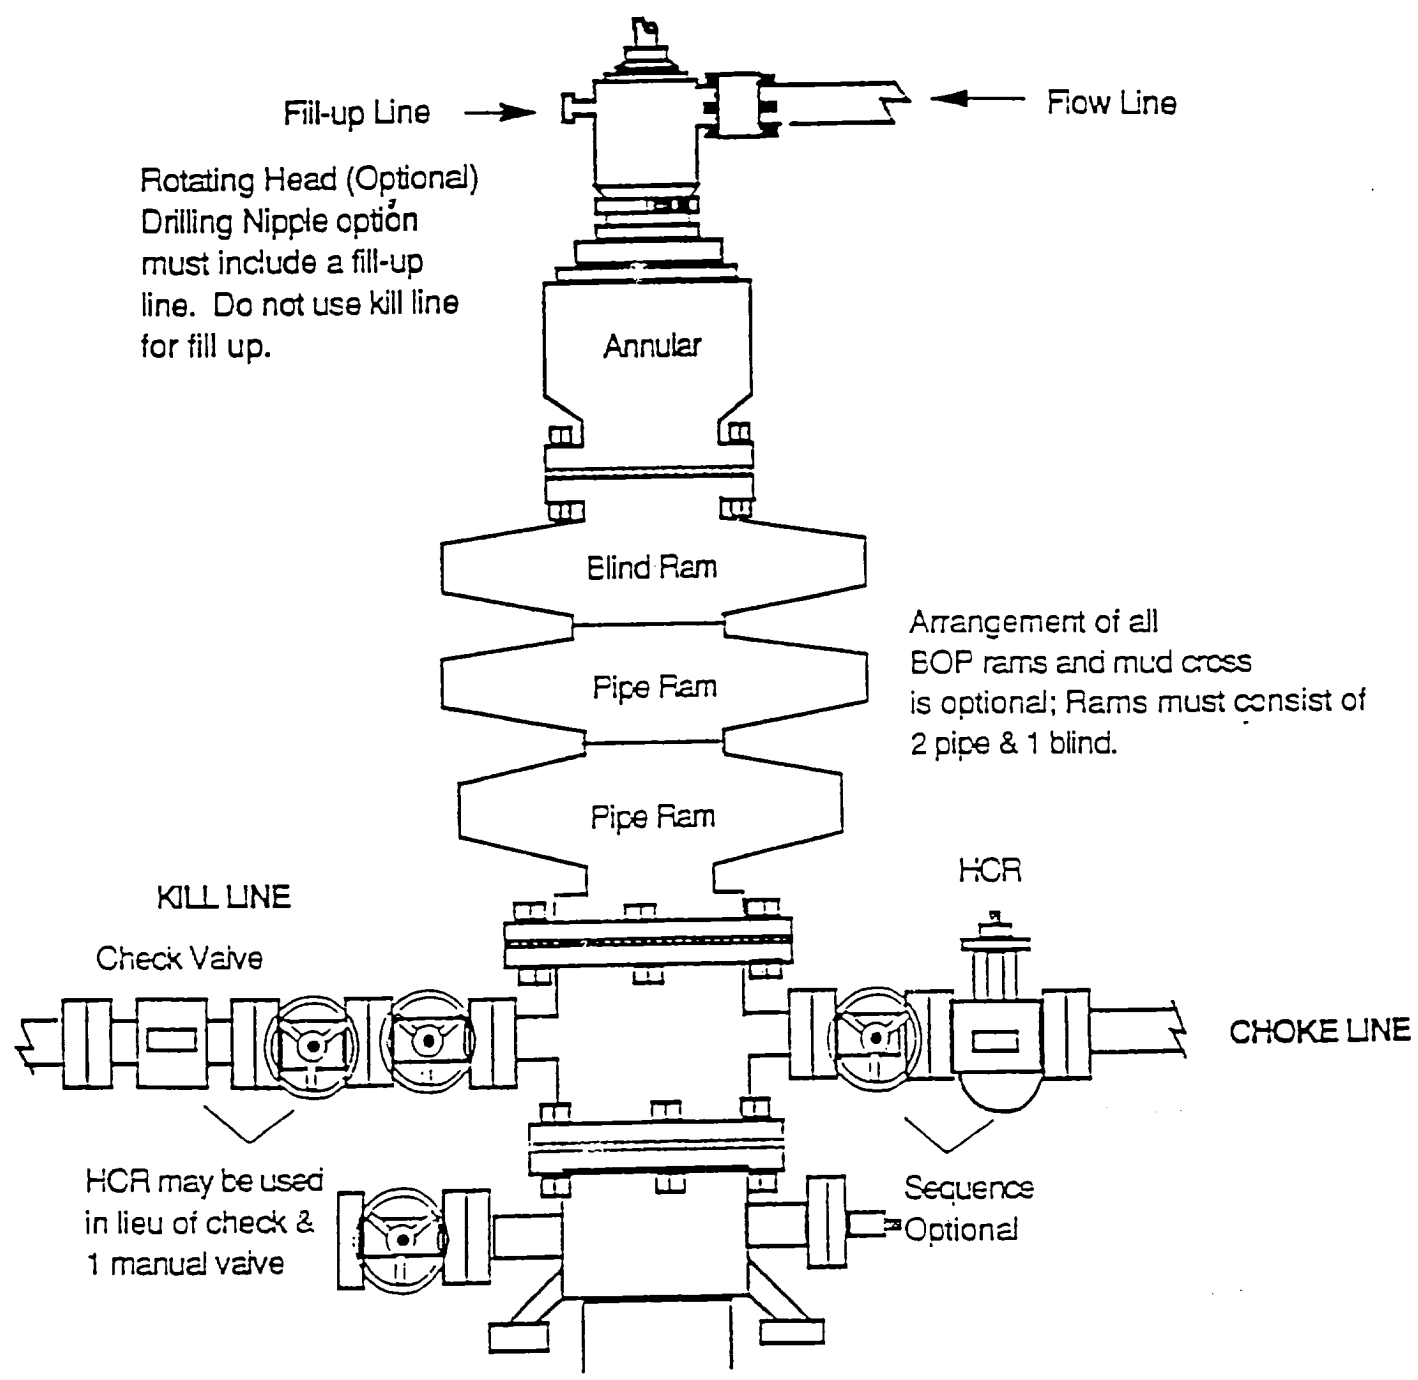 Fill-up Line
Flow Line
Rotating Head (Optional)
Drilling Nipple option
must include a fill-up
line. Do not use kill line
for fill up.
Annular
Blind Ram
Pipe Ram
Arrangement of all
BOP rams and mud cross
is optional; Rams must consist of
2 pipe & 1 blind.
Pipe Ram
HCR
KILL LINE
Check Valve
CHOKE LINE
HCR may be used
in lieu of check &
1 manual valve
Sequence
Optional